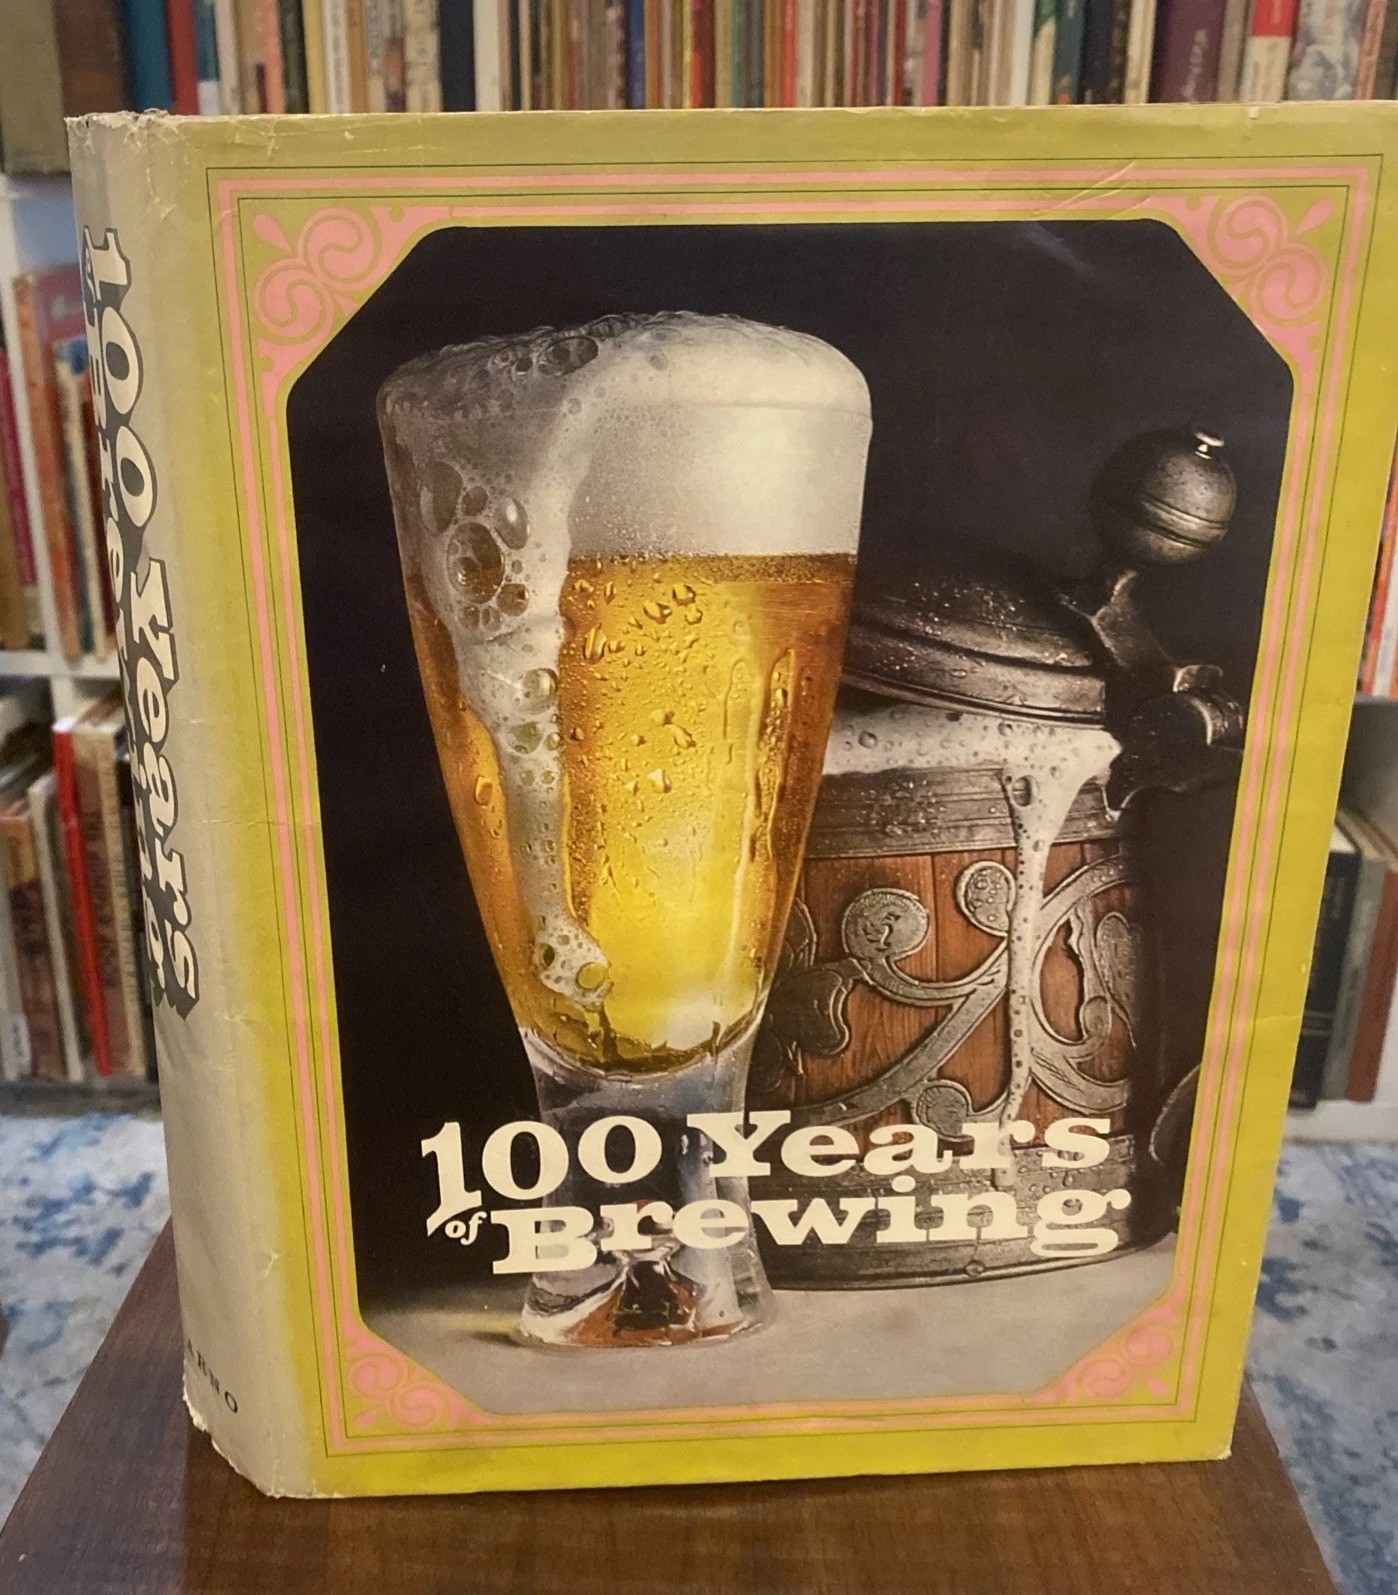 100 Years
of Brewing
100 Years
of Brewing
ARNO